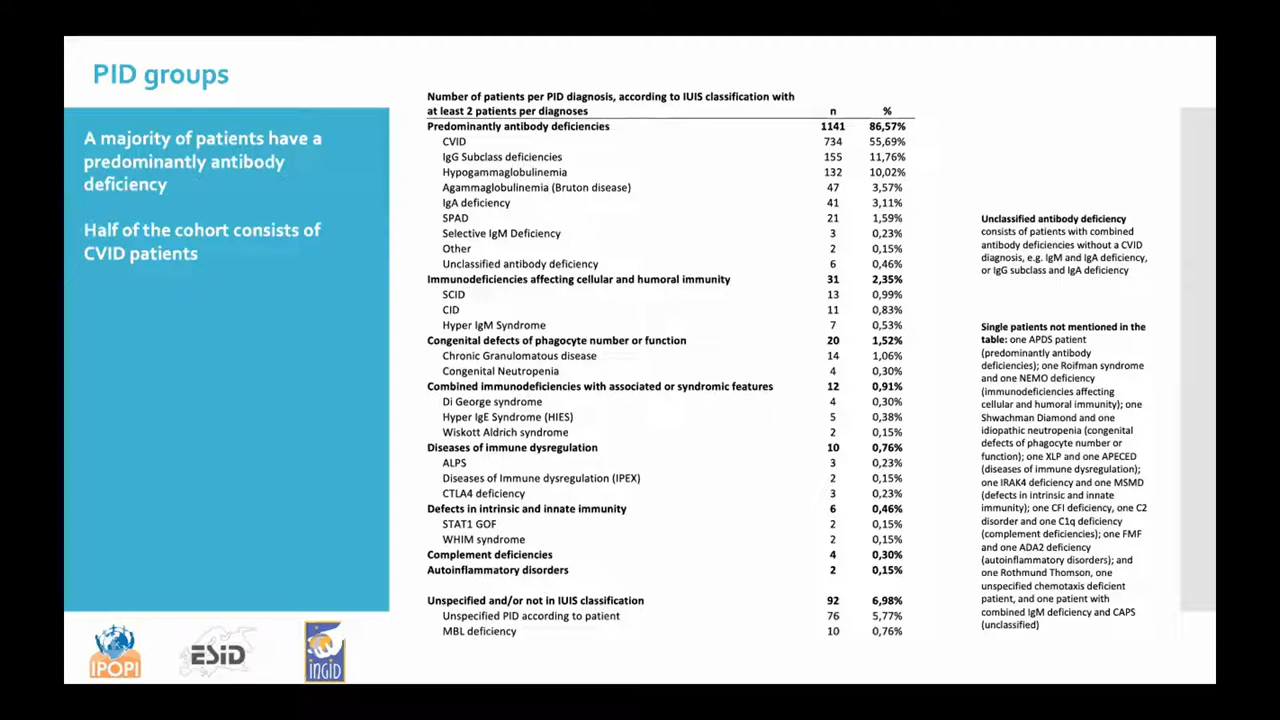 PID groups
A majority of patients have a
predominantly antibody
deficiency
Half of the cohort consists of
CVID patients
Number of patients per PID diagnosis, according to IUIS classification with
at least 2 patients per diagnoses n %
Predominantly antibody deficiencies 1141 86,57%
CVID 734 55,69%
IgG Subclass deficiencies 155 11,76%
Hypogammaglobulinemia 132 10,02%
Agammaglobulinemia (Bruton disease) 47 3,57%
IgA deficiency 41 3,11%
SPAD 21 1,59%
Selective IgM Deficiency 3 0,23%
Other 2 0,15%
Unclassified antibody deficiency 6 0,46%
Immunodeficiencies affecting cellular and humoral immunity 31 2,35%
SCID 13 0,99%
CID 11 0,83%
Hyper IgM Syndrome 7 0,53%
Congenital defects of phagocyte number or function 20 1,52%
Chronic Granulomatous disease 14 1,06%
Congenital Neutropenia 4 0,30%
Combined immunodeficiencies with associated or syndromic features 12 0,91%
Di George syndrome 4 0,30%
Hyper IgE Syndrome (HIES) 5 0,38%
Wiskott Aldrich syndrome 2 0,15%
Diseases of immune dysregulation 10 0,76%
ALPS 3 0,23%
Diseases of Immune dysregulation (IPEX) 2 0,15%
CTLA4 deficiency 3 0,23%
Defects in intrinsic and innate immunity 6 0,46%
STAT1 GOF 2 0,15%
WHIM syndrome 2 0,15%
Complement deficiencies 4 0,30%
Autoinflammatory disorders 2 0,15%
Unspecified and/or not in IUIS classification 92 6,98%
Unspecified PID according to patient 76 5,77%
MBL deficiency 10 0,76%
Unclassified antibody deficiency
consists of patients with combined
antibody deficiencies without a CVID
diagnosis, e.g. IgM and IgA deficiency,
or IgG subclass and IgA deficiency
Single patients not mentioned in the
table: one APDS patient
(predominantly antibody
deficiencies); one Roifman syndrome
and one NEMO deficiency
(immunodeficiencies affecting
cellular and humoral immunity); one
Shwachman Diamond and one
idiopathic neutropenia (congenital
defects of phagocyte number or
function); one XLP and one APECED
(diseases of immune dysregulation);
one IRAK4 deficiency and one MSMD
(defects in intrinsic and innate
immunity); one CFI deficiency, one C2
disorder and one C1q deficiency
(complement deficiencies); one FMF
and one ADA2 deficiency
(autoinflammatory disorders); and
one Rothmund Thomson, one
unspecified chemotaxis deficient
patient, and one patient with
combined IgM deficiency and CAPS
(unclassified)
IPOPI
ESID
INGID